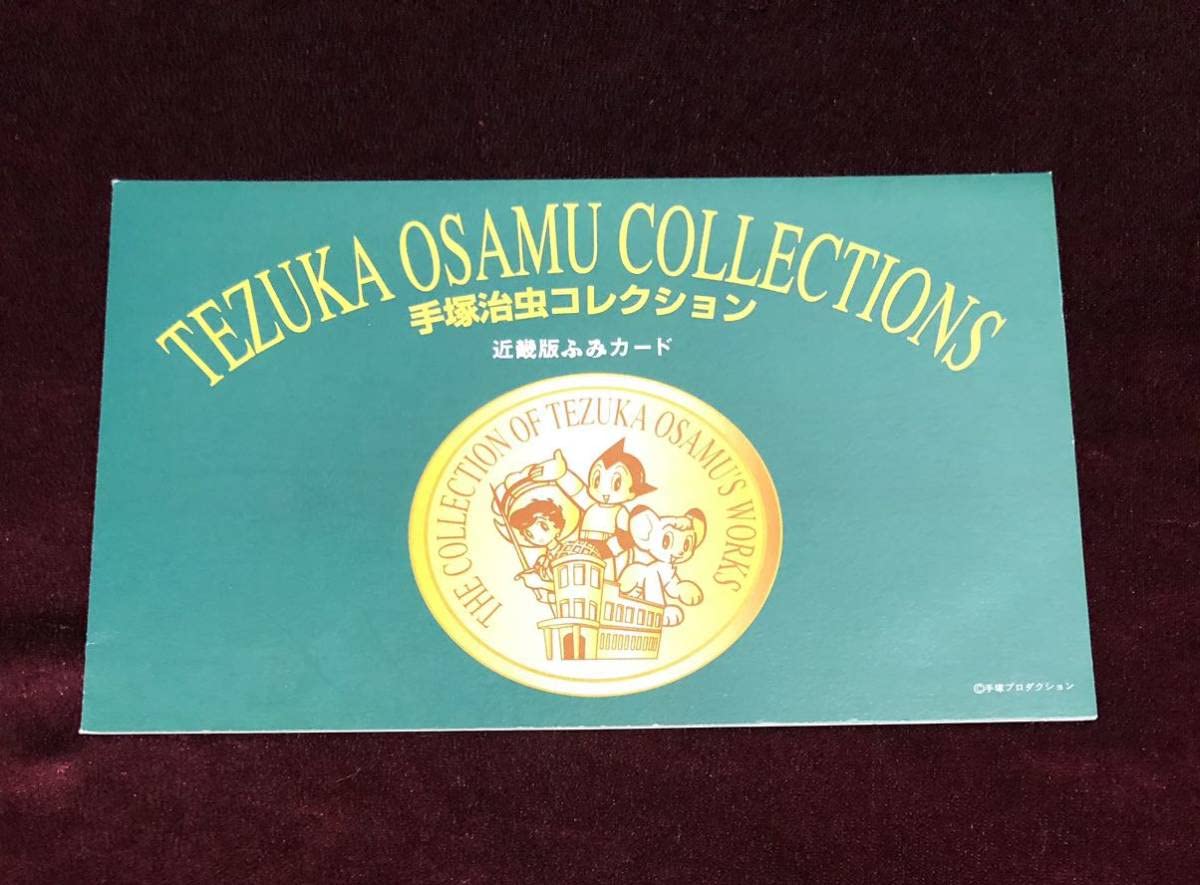 TEZUKA OSAMU COLLECTIONS
手塚治虫コレクション
近畿版ふみカード
THE COLLECTION OF TEZUKA OSAMU'S WORKS
©手塚プロダクション